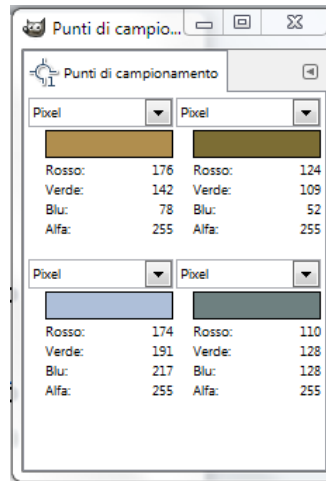 Punti di campio...
1 Punti di campionamento
Pixel Pixel
Rosso: 176 Rosso: 124
Verde: 142 Verde: 109
Blu: 78 Blu: 52
Alfa: 255 Alfa: 255
Pixel Pixel
Rosso: 174 Rosso: 110
Verde: 191 Verde: 128
Blu: 217 Blu: 128
Alfa: 255 Alfa: 255